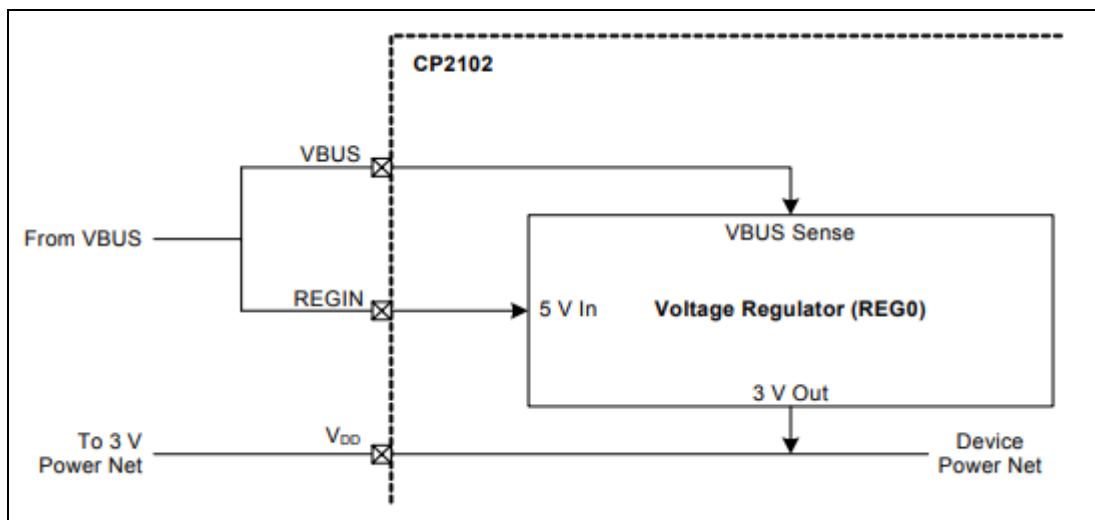 CP2102
VBUS
From VBUS
VBUS Sense
REGIN
5 V In
Voltage Regulator (REG0)
3 V Out
To 3 V
Power Net
VDD
Device
Power Net